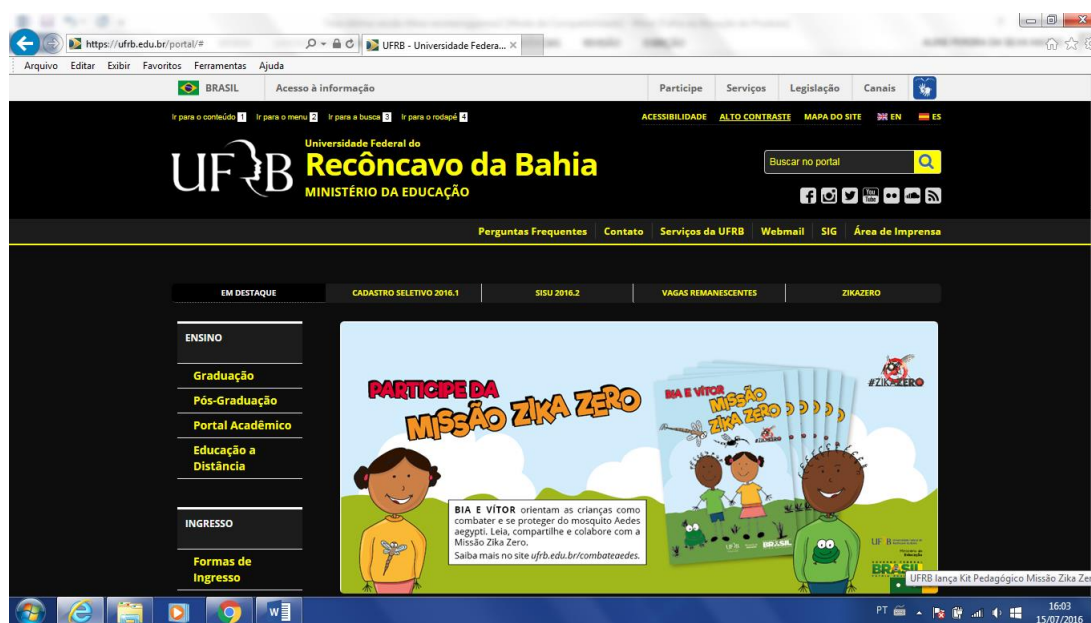 https://ufrb.edu.br/portal/#
UFRB - Universidade Federa...
Arquivo Editar Exibir Favoritos Ferramentas Ajuda
BRASIL Acesso à informação Participe Serviços Legislação Canais
Ir para o conteúdo 1 Ir para o menu 2 Ir para a busca 3 Ir para o rodapé 4 ACESSIBILIDADE ALTO CONTRASTE MAPA DO SITE EN ES
UFRB
Universidade Federal do
Recôncavo da Bahia
MINISTÉRIO DA EDUCAÇÃO
Buscar no portal
You Tube
Perguntas Frequentes Contato Serviços da UFRB Webmail SIG Área de Imprensa
EM DESTAQUE CADASTRO SELETIVO 2016.1 SISU 2016.2 VAGAS REMANESCENTES ZIKAZERO
ENSINO
Graduação
Pós-Graduação
Portal Acadêmico
Educação a
Distância
INGRESSO
Formas de
Ingresso
PARTICIPE DA
MISSÃO ZIKA ZERO
BIA E VÍTOR
MISSÃO
ZIKA ZERO
#ZIKAZERO
BIA E VÍTOR orientam as crianças como
combater e se proteger do mosquito Aedes
aegypti. Leia, compartilhe e colabore com a
Missão Zika Zero.
Saiba mais no site ufrb.edu.br/combateaedes.
UFRB
BRASIL
UFRB lança Kit Pedagógico Missão Zika Zer
PT 16:03
15/07/2016